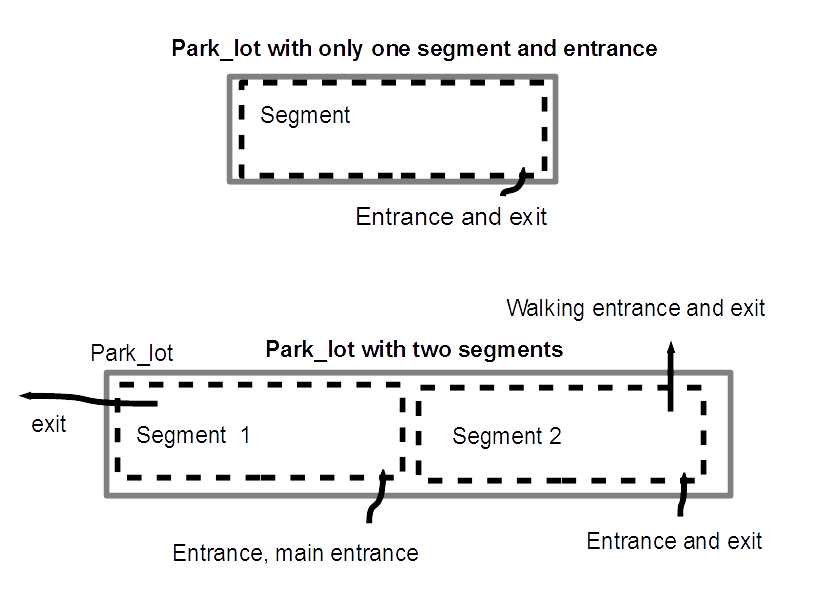 Park_lot with only one segment and entrance
Segment
Entrance and exit
Walking entrance and exit
Park_lot
Park_lot with two segments
exit
Segment 1
Segment 2
Entrance, main entrance
Entrance and exit